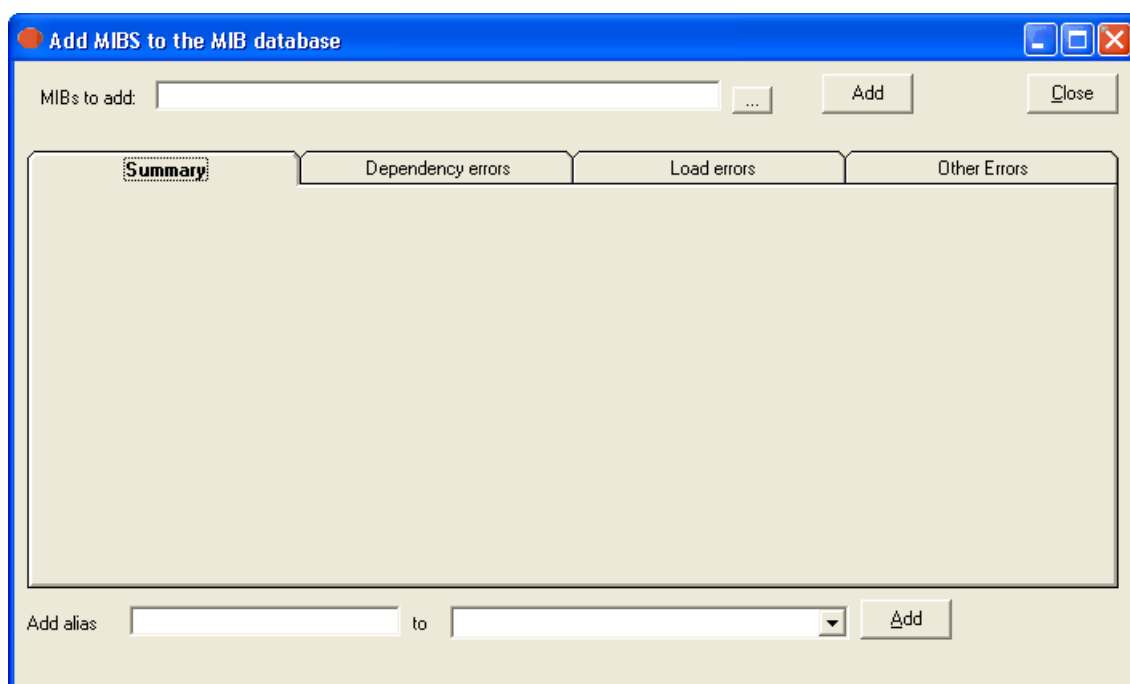 Add MIBS to the MIB database
MIBs to add: ... Add Close
Summary Dependency errors Load errors Other Errors
Add alias to Add